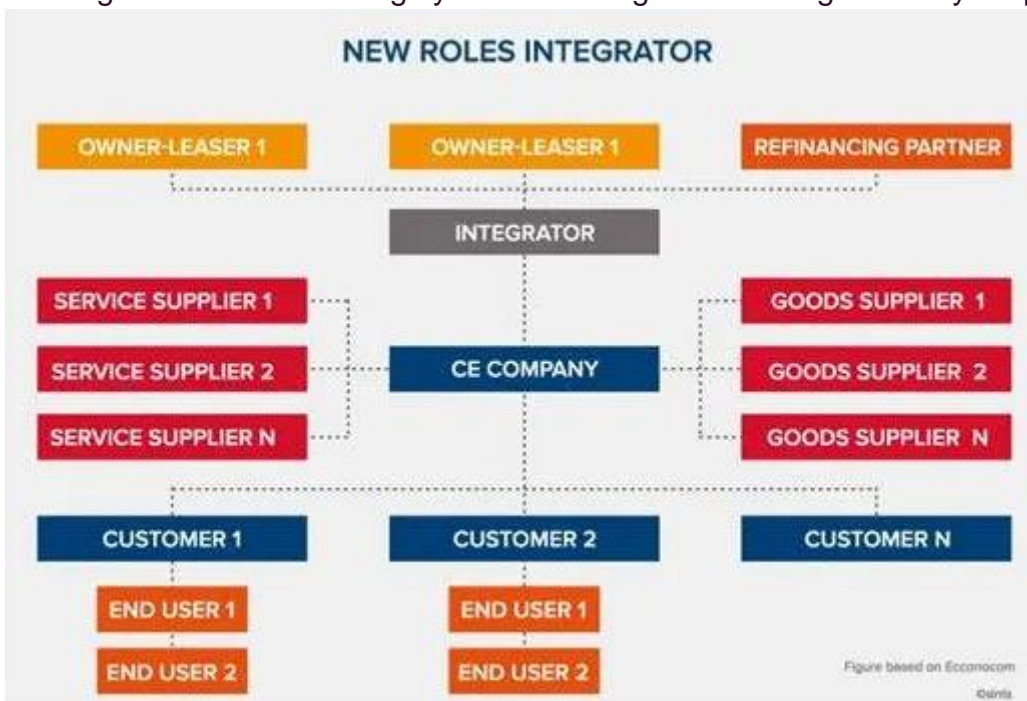 NEW ROLES INTEGRATOR
OWNER-LEASER 1 OWNER-LEASER 1 REFINANCING PARTNER
INTEGRATOR
SERVICE SUPPLIER 1 GOODS SUPPLIER 1
SERVICE SUPPLIER 2 CE COMPANY GOODS SUPPLIER 2
SERVICE SUPPLIER N GOODS SUPPLIER N
CUSTOMER 1 CUSTOMER 2 CUSTOMER N
END USER 1 END USER 1
END USER 2 END USER 2
Figure based on Ecconocom